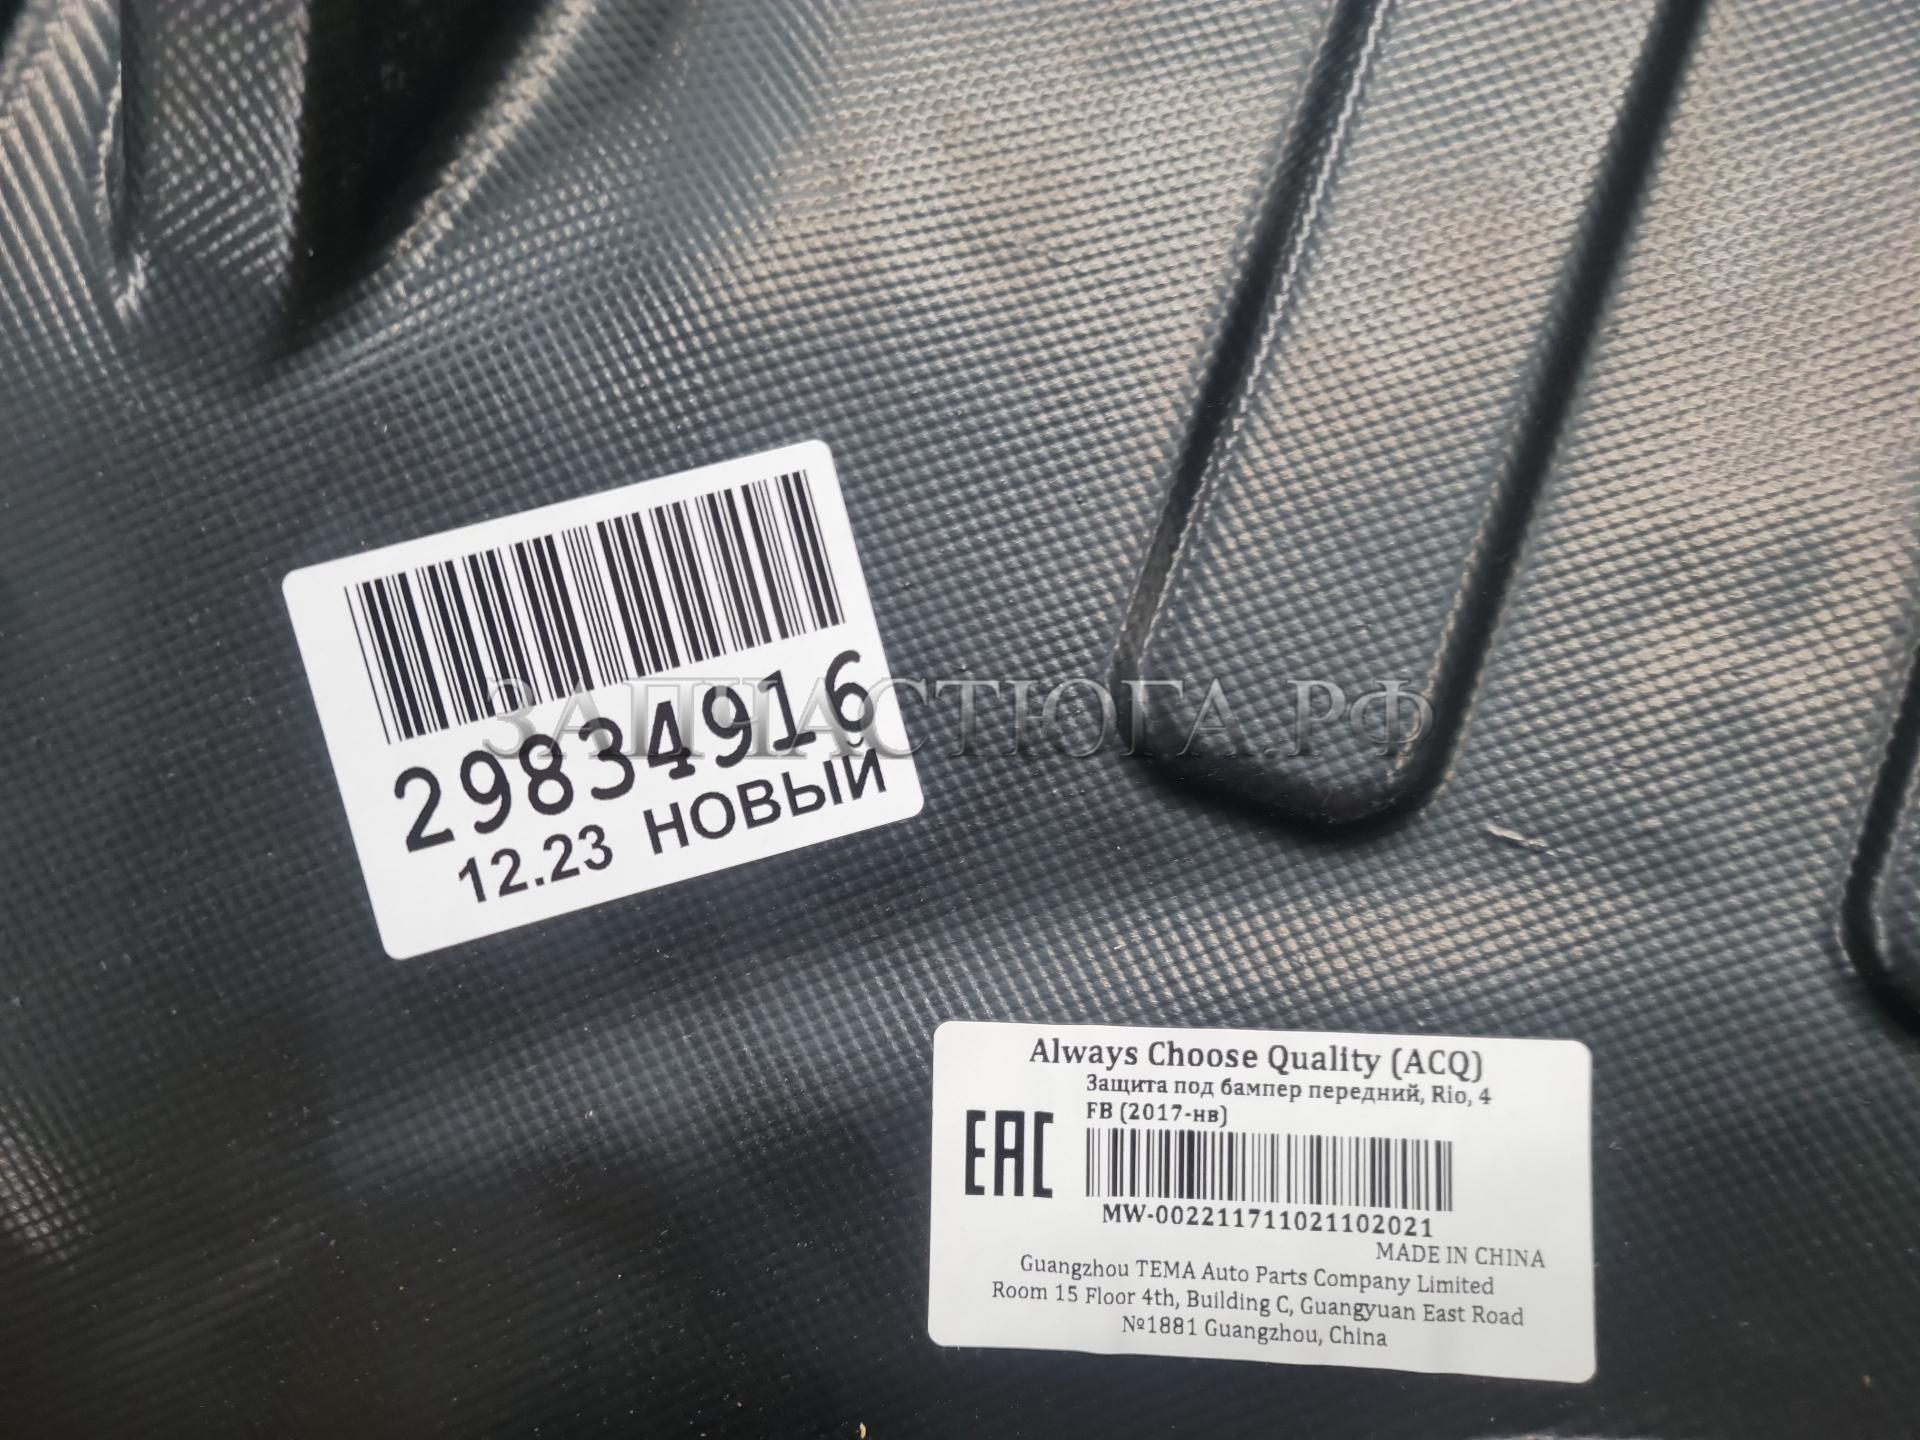 29834916
12.23 новый
ЗАПЧАСТЮГА.РФ
Always Choose Quality (ACQ)
Защита под бампер передний, Rio, 4
FB (2017-нв)
EAC
MW-002211711021102021
MADE IN CHINA
Guangzhou TEMA Auto Parts Company Limited
Room 15 Floor 4th, Building C, Guangyuan East Road
№1881 Guangzhou, China